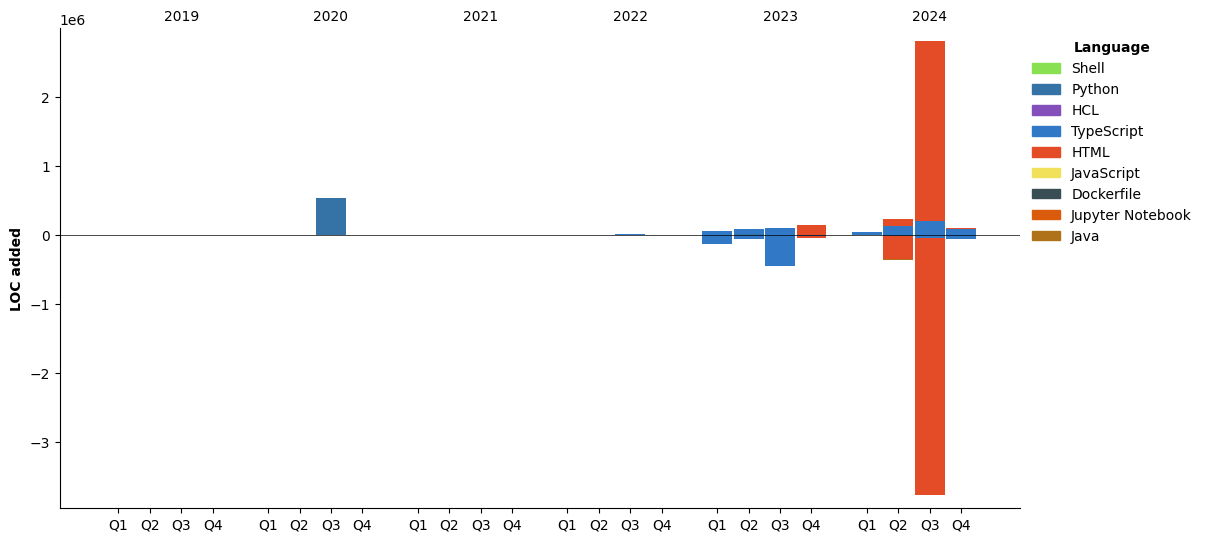 1e6
2019 2020 2021 2022 2023 2024
Language
Shell
Python
HCL
TypeScript
HTML
JavaScript
Dockerfile
Jupyter Notebook
Java
LOC added
2
1
0
−1
−2
−3
Q1 Q2 Q3 Q4 Q1 Q2 Q3 Q4 Q1 Q2 Q3 Q4 Q1 Q2 Q3 Q4 Q1 Q2 Q3 Q4 Q1 Q2 Q3 Q4